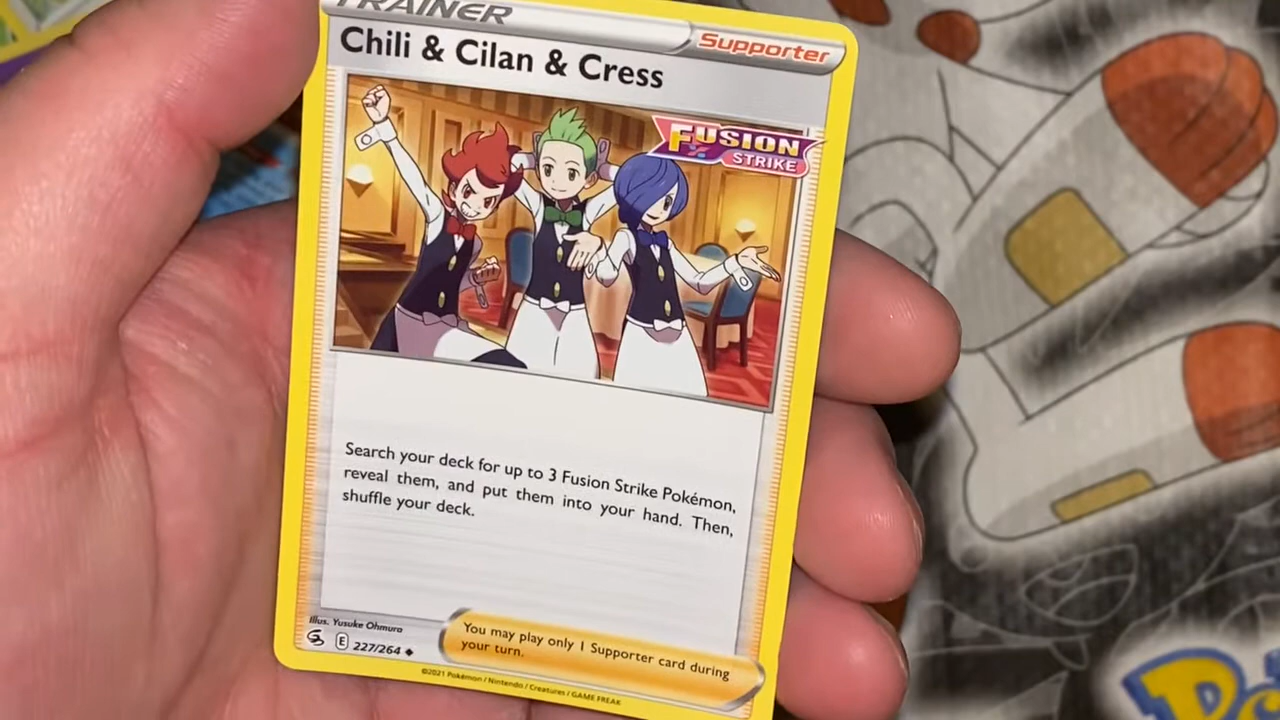 TRAINER
Supporter
Chili & Cilan & Cress
FUSION
STRIKE
Search your deck for up to 3 Fusion Strike Pokémon,
reveal them, and put them into your hand. Then,
shuffle your deck.
Illus. Yusuke Ohmura
E 227/264
You may play only 1 Supporter card during
your turn.
©2021 Pokémon / Nintendo / Creatures / GAME FREAK